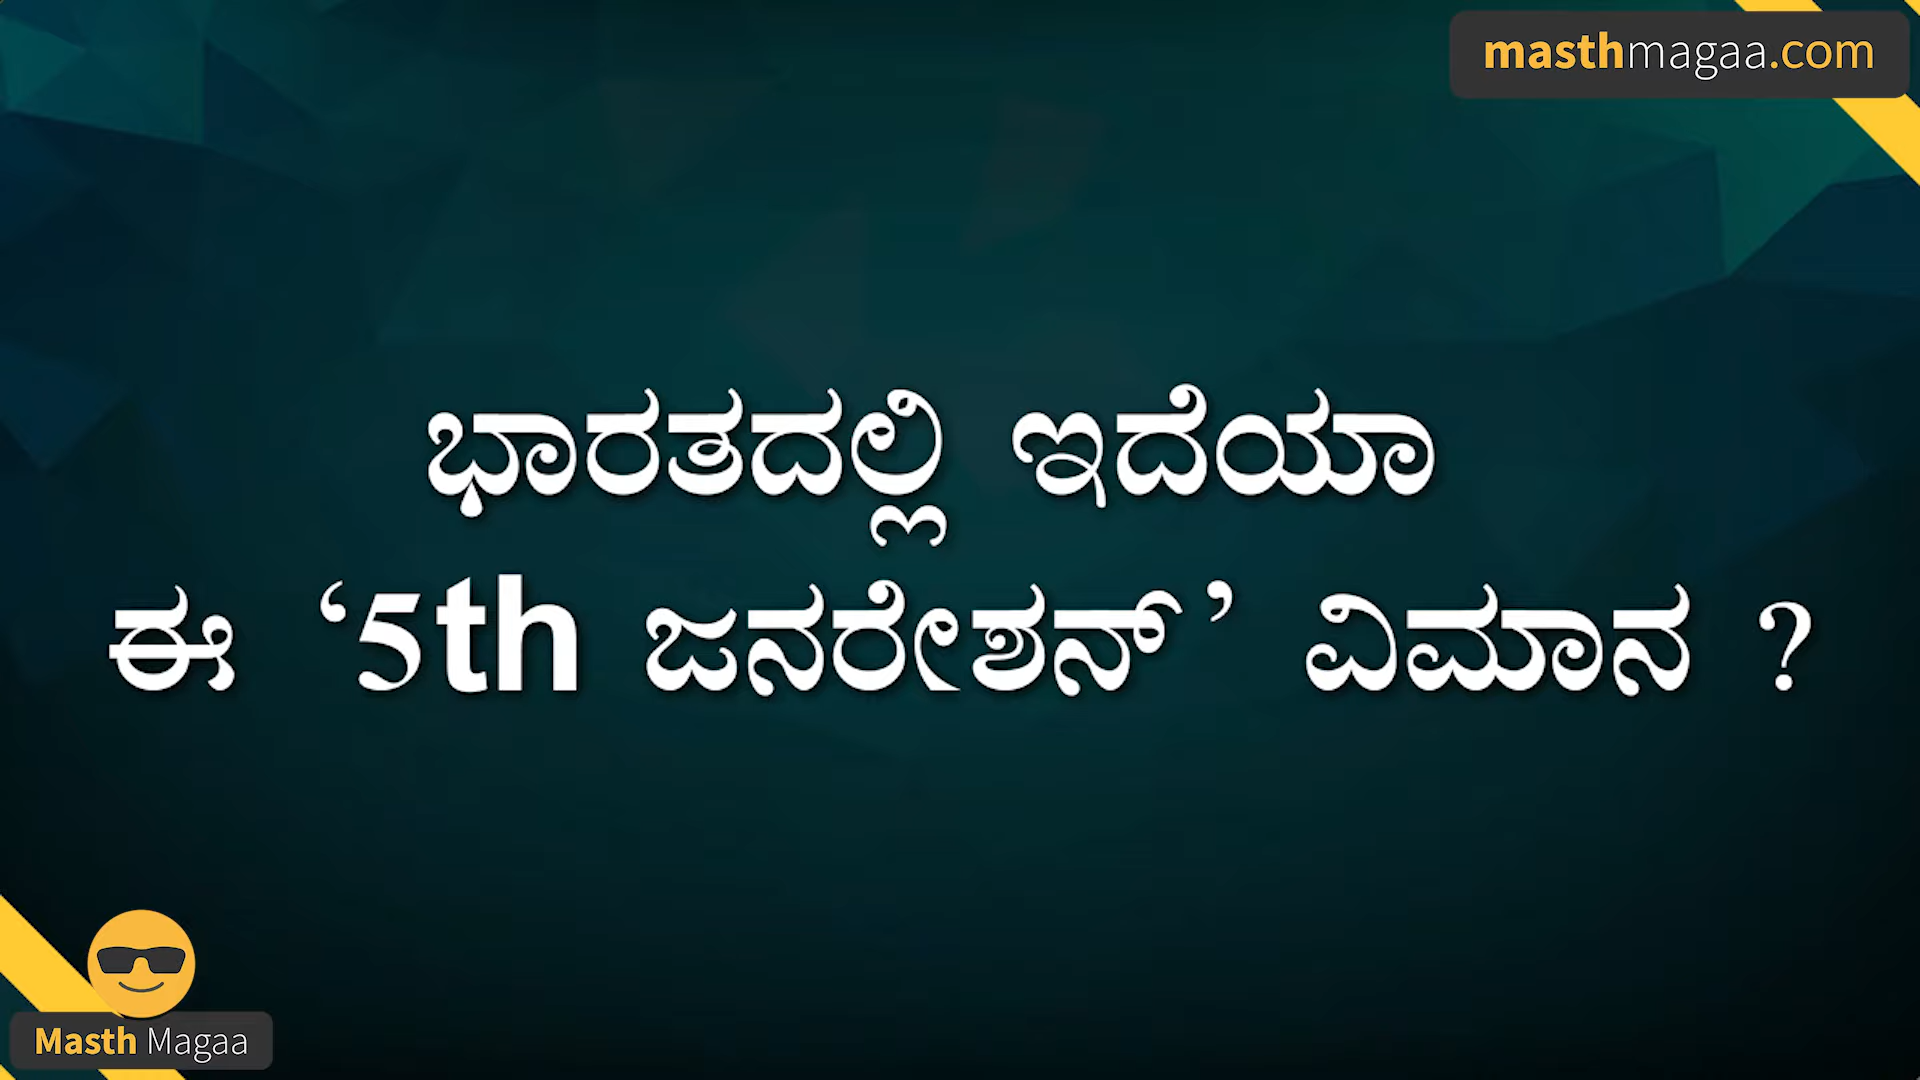 masthmagaa.com
ಭಾರತದಲ್ಲಿ ಇದೆಯಾ
ಈ ‘5th ಜನರೇಶನ್’ ವಿಮಾನ ?
Masth Magaa